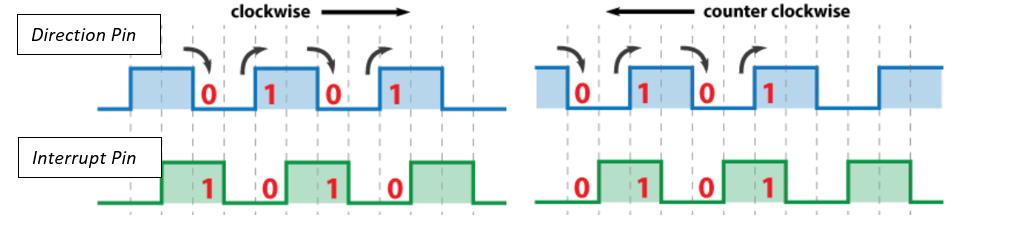 clockwise
counter clockwise
Direction Pin
0 1 0 1
0 1 0 1
Interrupt Pin
1 0 1 0
0 1 0 1